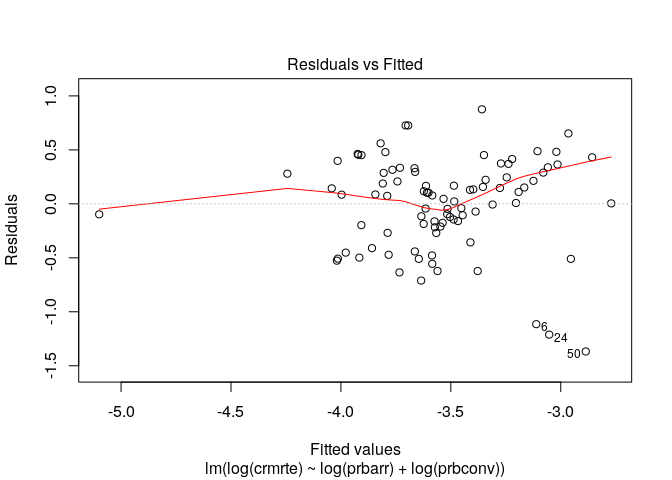 Residuals vs Fitted
Residuals
1.0
0.5
0.0
-0.5
-1.0
-1.5
6
24
50
-5.0 -4.5 -4.0 -3.5 -3.0
Fitted values
lm(log(crmrte) ~ log(prbarr) + log(prbconv))